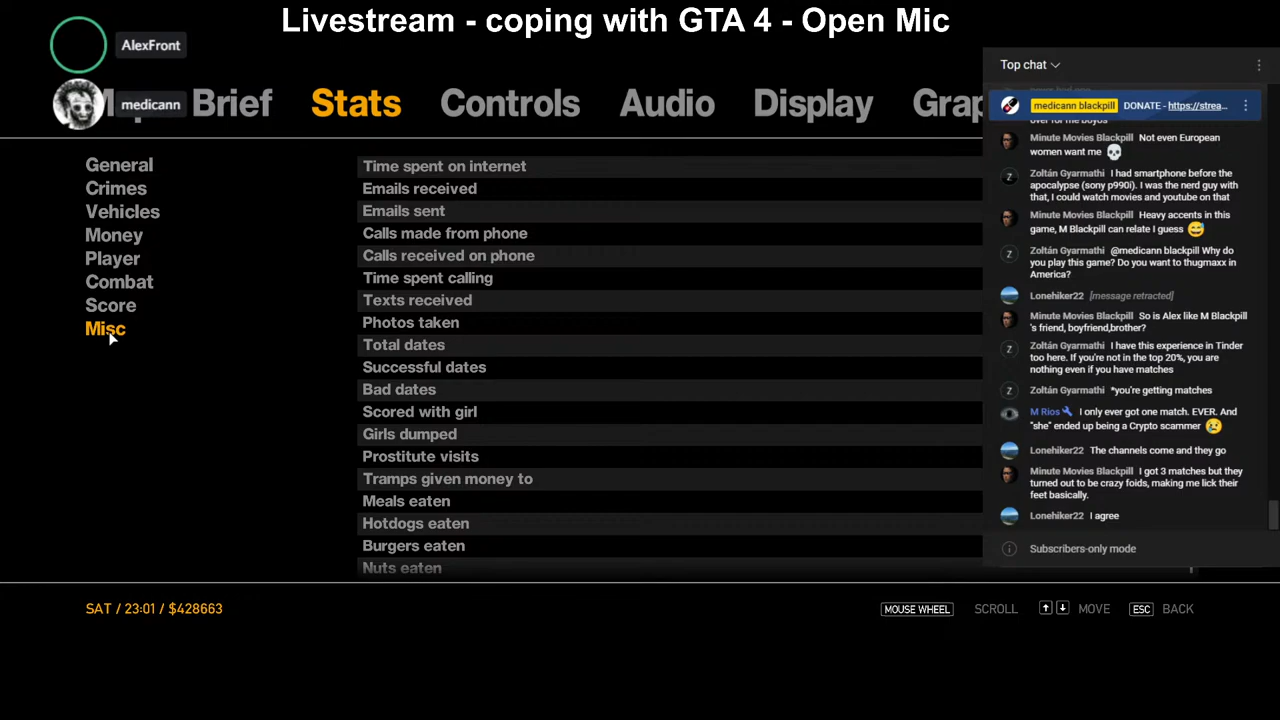 Livestream - coping with GTA 4 - Open Mic
AlexFront
medicann
Brief
Stats
Controls
Audio
Display
General
Crimes
Vehicles
Money
Player
Combat
Score
Misc
Time spent on internet
Emails received
Emails sent
Calls made from phone
Calls received on phone
Time spent calling
Texts received
Photos taken
Total dates
Successful dates
Bad dates
Scored with girl
Girls dumped
Prostitute visits
Tramps given money to
Meals eaten
Hotdogs eaten
Burgers eaten
Nuts eaten
Top chat
medicann blackpill DONATE - https://strea...
over for me boyos
Minute Movies Blackpill Not even European
women want me 💀
Zoltán Gyarmathi I had smartphone before the
apocalypse (sony p990i). I was the nerd guy with
that, I could watch movies and youtube on that
Minute Movies Blackpill Heavy accents in this
game, M Blackpill can relate I guess 😅
Zoltán Gyarmathi @medicann blackpill Why do
you play this game? Do you want to thugmaxx in
America?
Lonehiker22 [message retracted]
Minute Movies Blackpill So is Alex like M Blackpill
's friend, boyfriend,brother?
Zoltán Gyarmathi I have this experience in Tinder
too here. If you're not in the top 20%, you are
nothing even if you have matches
Zoltán Gyarmathi *you're getting matches
M Rios I only ever got one match. EVER. And
"she" ended up being a Crypto scammer 😢
Lonehiker22 The channels come and they go
Minute Movies Blackpill I got 3 matches but they
turned out to be crazy foids, making me lick their
feet basically.
Lonehiker22 I agree
Subscribers-only mode
SAT / 23:01 / $428663
MOUSE WHEEL SCROLL ↑ ↓ MOVE ESC BACK